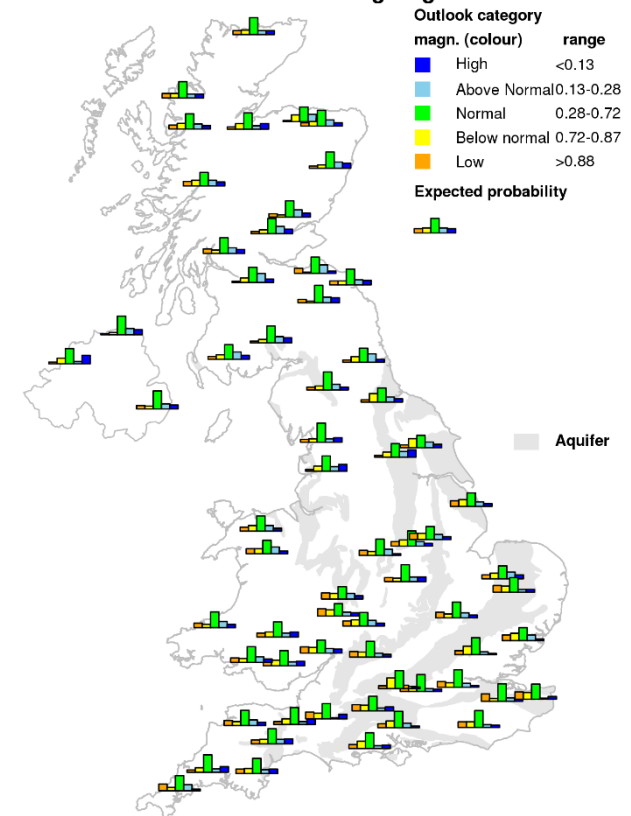 Outlook category
magn. (colour) range
High <0.13
Above Normal 0.13-0.28
Normal 0.28-0.72
Below normal 0.72-0.87
Low >0.88
Expected probability
Aquifer